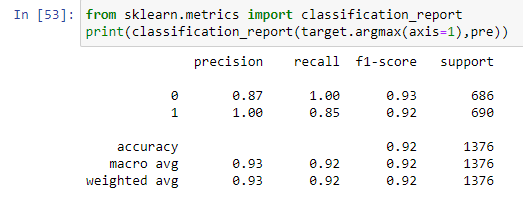 In [53]: from sklearn.metrics import classification_report
print(classification_report(target.argmax(axis=1),pre))
precision recall f1-score support
0 0.87 1.00 0.93 686
1 1.00 0.85 0.92 690
accuracy 0.92 1376
macro avg 0.93 0.92 0.92 1376
weighted avg 0.93 0.92 0.92 1376